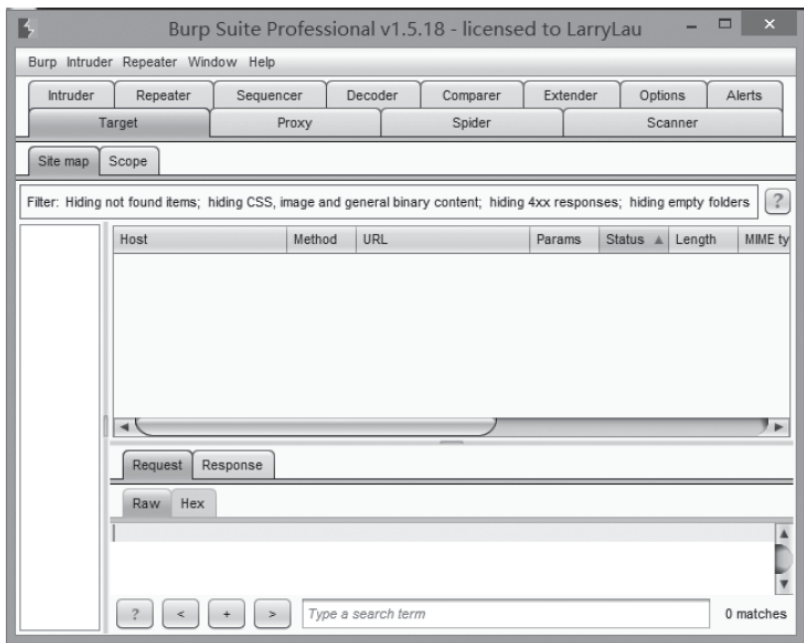 Burp Suite Professional v1.5.18 - licensed to LarryLau
Burp Intruder Repeater Window Help
Intruder Repeater Sequencer Decoder Comparer Extender Options Alerts
Target Proxy Spider Scanner
Site map Scope
Filter: Hiding not found items; hiding CSS, image and general binary content; hiding 4xx responses; hiding empty folders ?
Host Method URL Params Status Length MIME ty
Request Response
Raw Hex
? < + > Type a search term 0 matches